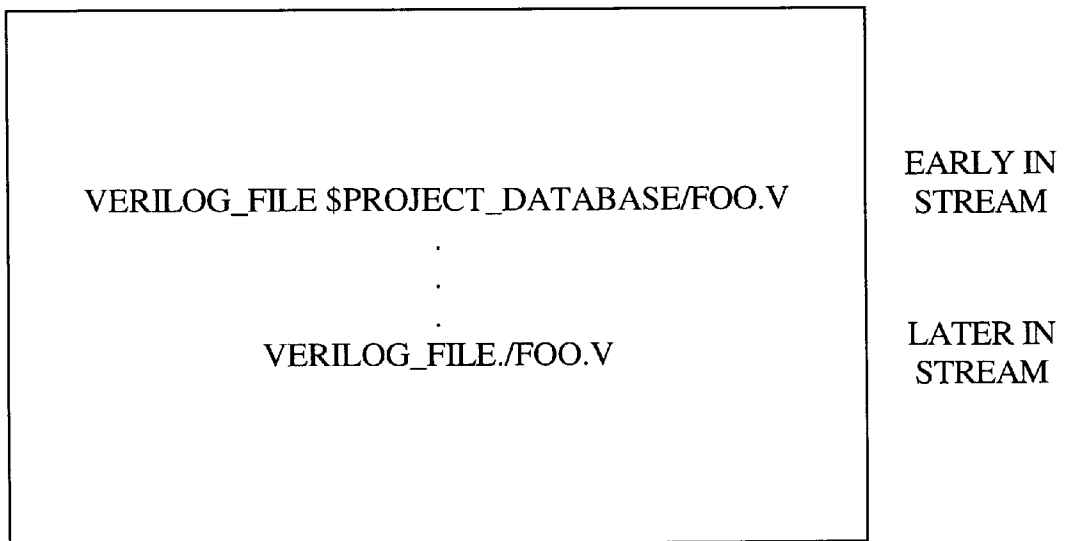 VERILOG_FILE $PROJECT_DATABASE/FOO.V
EARLY IN
STREAM
.
.
.
VERILOG_FILE./FOO.V
LATER IN
STREAM